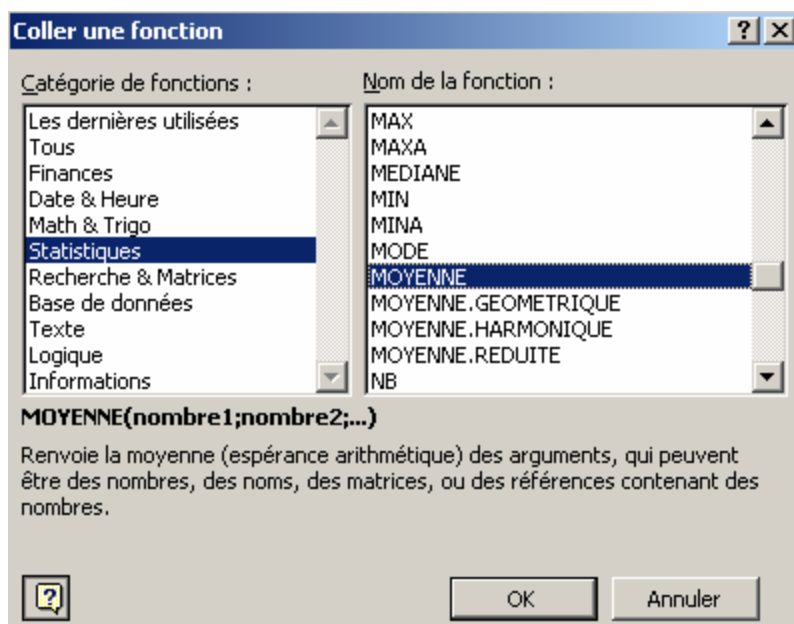 Coller une fonction
Catégorie de fonctions :
Les dernières utilisées
Tous
Finances
Date & Heure
Math & Trigo
Statistiques
Recherche & Matrices
Base de données
Texte
Logique
Informations
Nom de la fonction :
MAX
MAXA
MEDIANE
MIN
MINA
MODE
MOYENNE
MOYENNE.GEOMETRIQUE
MOYENNE.HARMONIQUE
MOYENNE.REDUITE
NB
MOYENNE(nombre1;nombre2;...)
Renvoie la moyenne (espérance arithmétique) des arguments, qui peuvent
être des nombres, des noms, des matrices, ou des références contenant des
nombres.
OK
Annuler